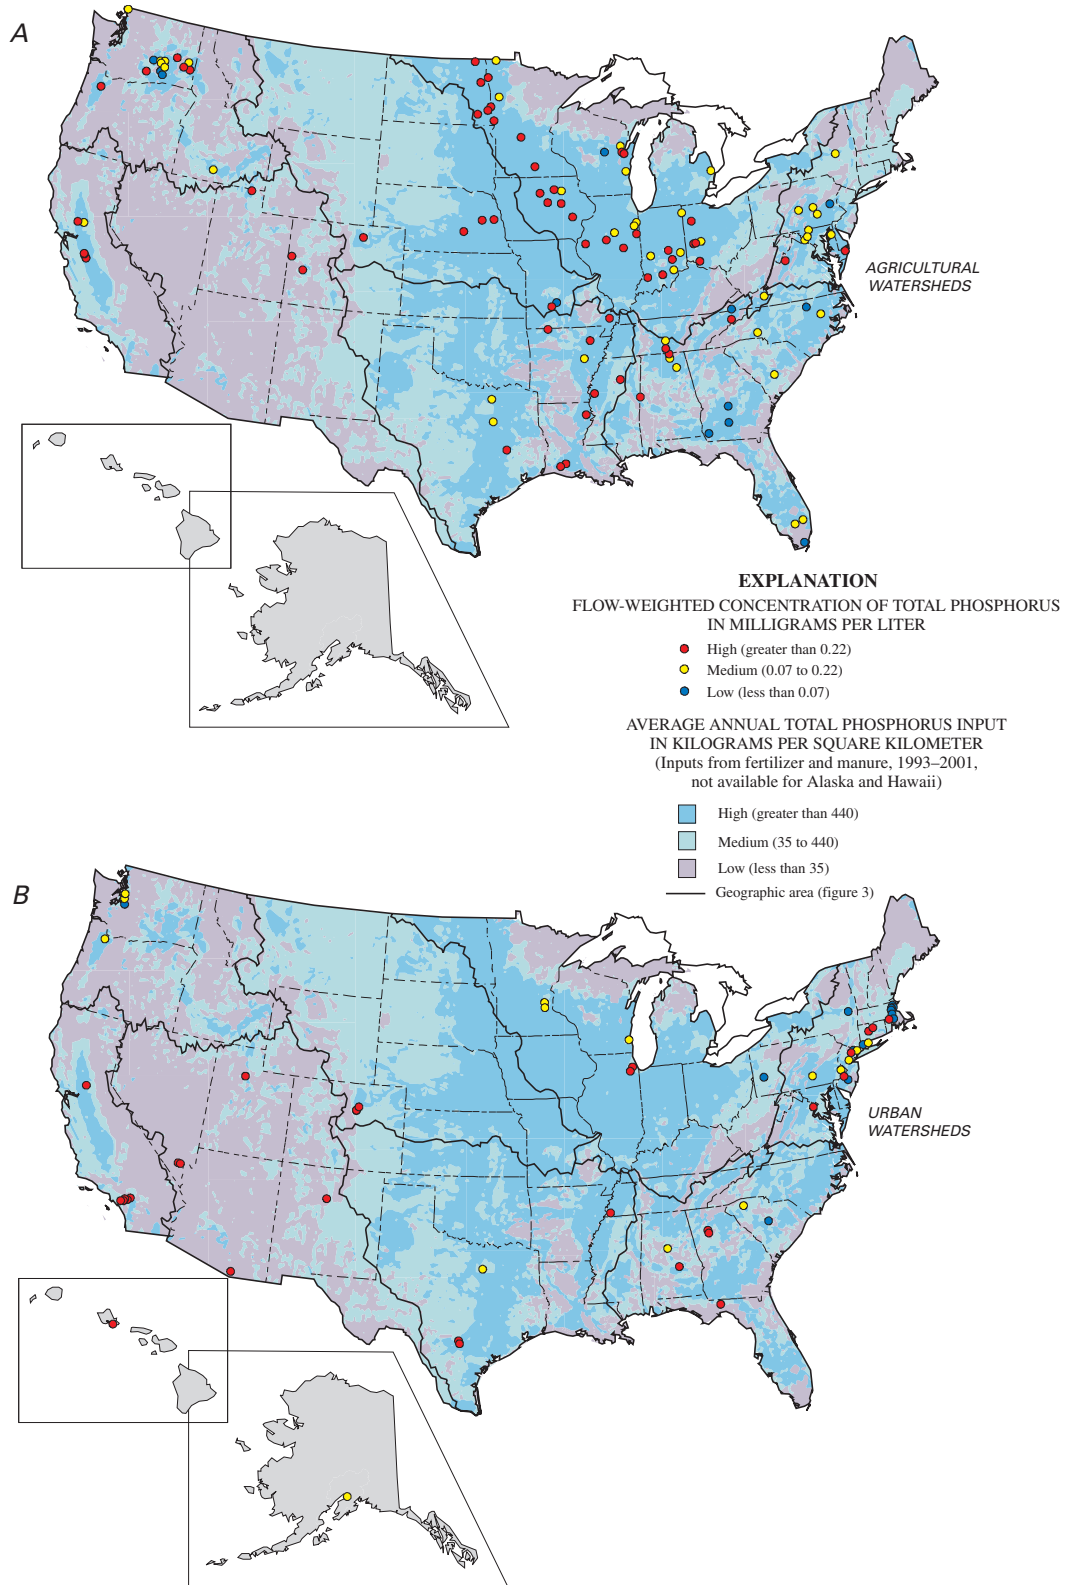 A
AGRICULTURAL
WATERSHEDS
EXPLANATION
FLOW-WEIGHTED CONCENTRATION OF TOTAL PHOSPHORUS
IN MILLIGRAMS PER LITER
High (greater than 0.22)
Medium (0.07 to 0.22)
Low (less than 0.07)
AVERAGE ANNUAL TOTAL PHOSPHORUS INPUT
IN KILOGRAMS PER SQUARE KILOMETER
(Inputs from fertilizer and manure, 1993–2001,
not available for Alaska and Hawaii)
High (greater than 440)
Medium (35 to 440)
Low (less than 35)
Geographic area (figure 3)
B
URBAN
WATERSHEDS